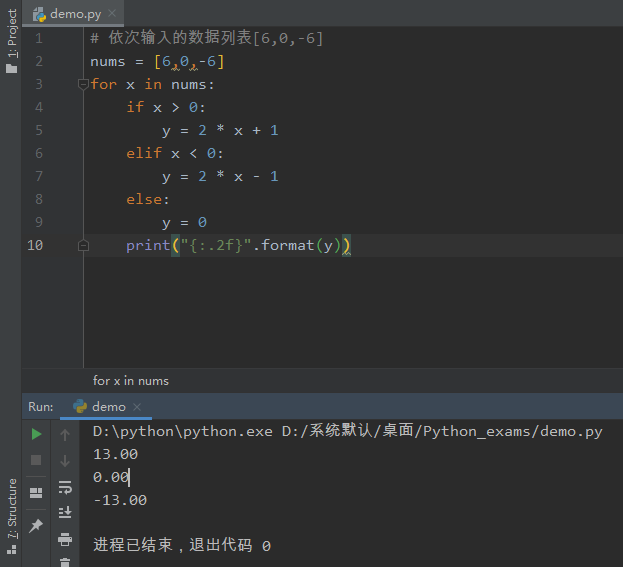 1: Project
demo.py
1 # 依次输入的数据列表[6,0,-6]
2 nums = [6,0,-6]
3 for x in nums:
4     if x > 0:
5         y = 2 * x + 1
6     elif x < 0:
7         y = 2 * x - 1
8     else:
9         y = 0
10     print("{:.2f}".format(y))
for x in nums
Run: demo
D:\python\python.exe D:/系统默认/桌面/Python_exams/demo.py
13.00
0.00
-13.00
进程已结束，退出代码 0
7: Structure